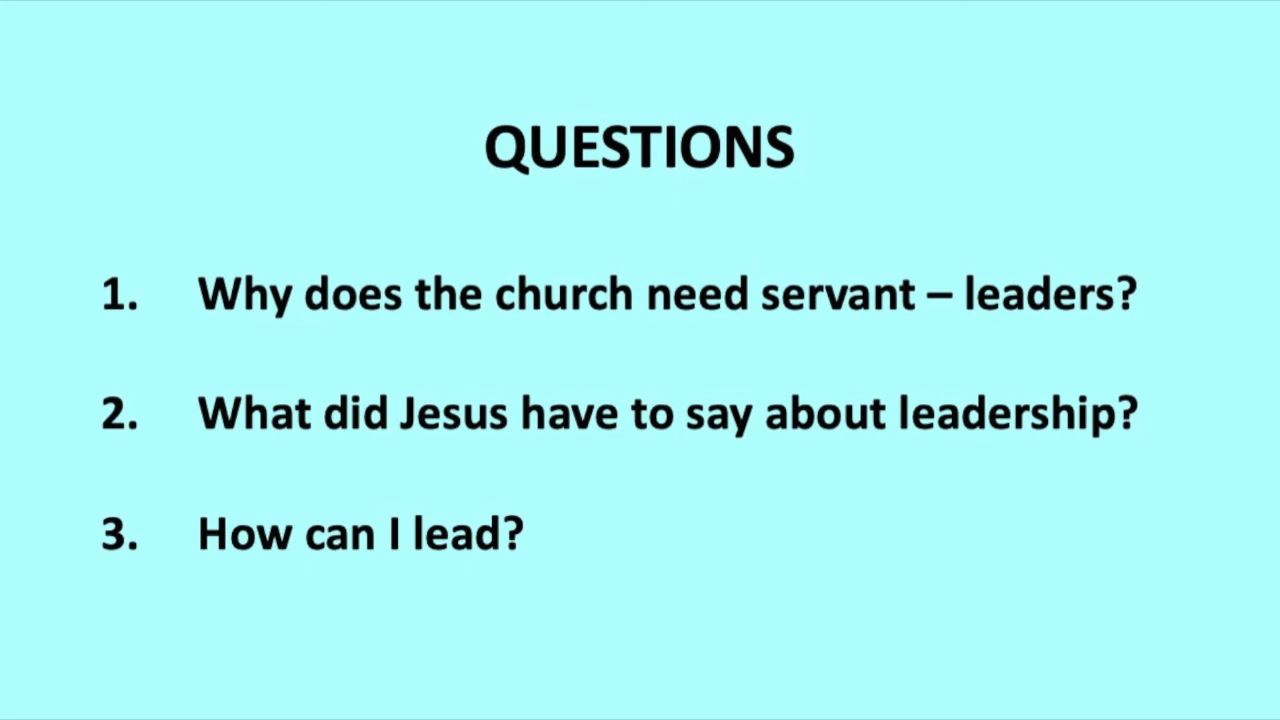 QUESTIONS
1. Why does the church need servant – leaders?
2. What did Jesus have to say about leadership?
3. How can I lead?